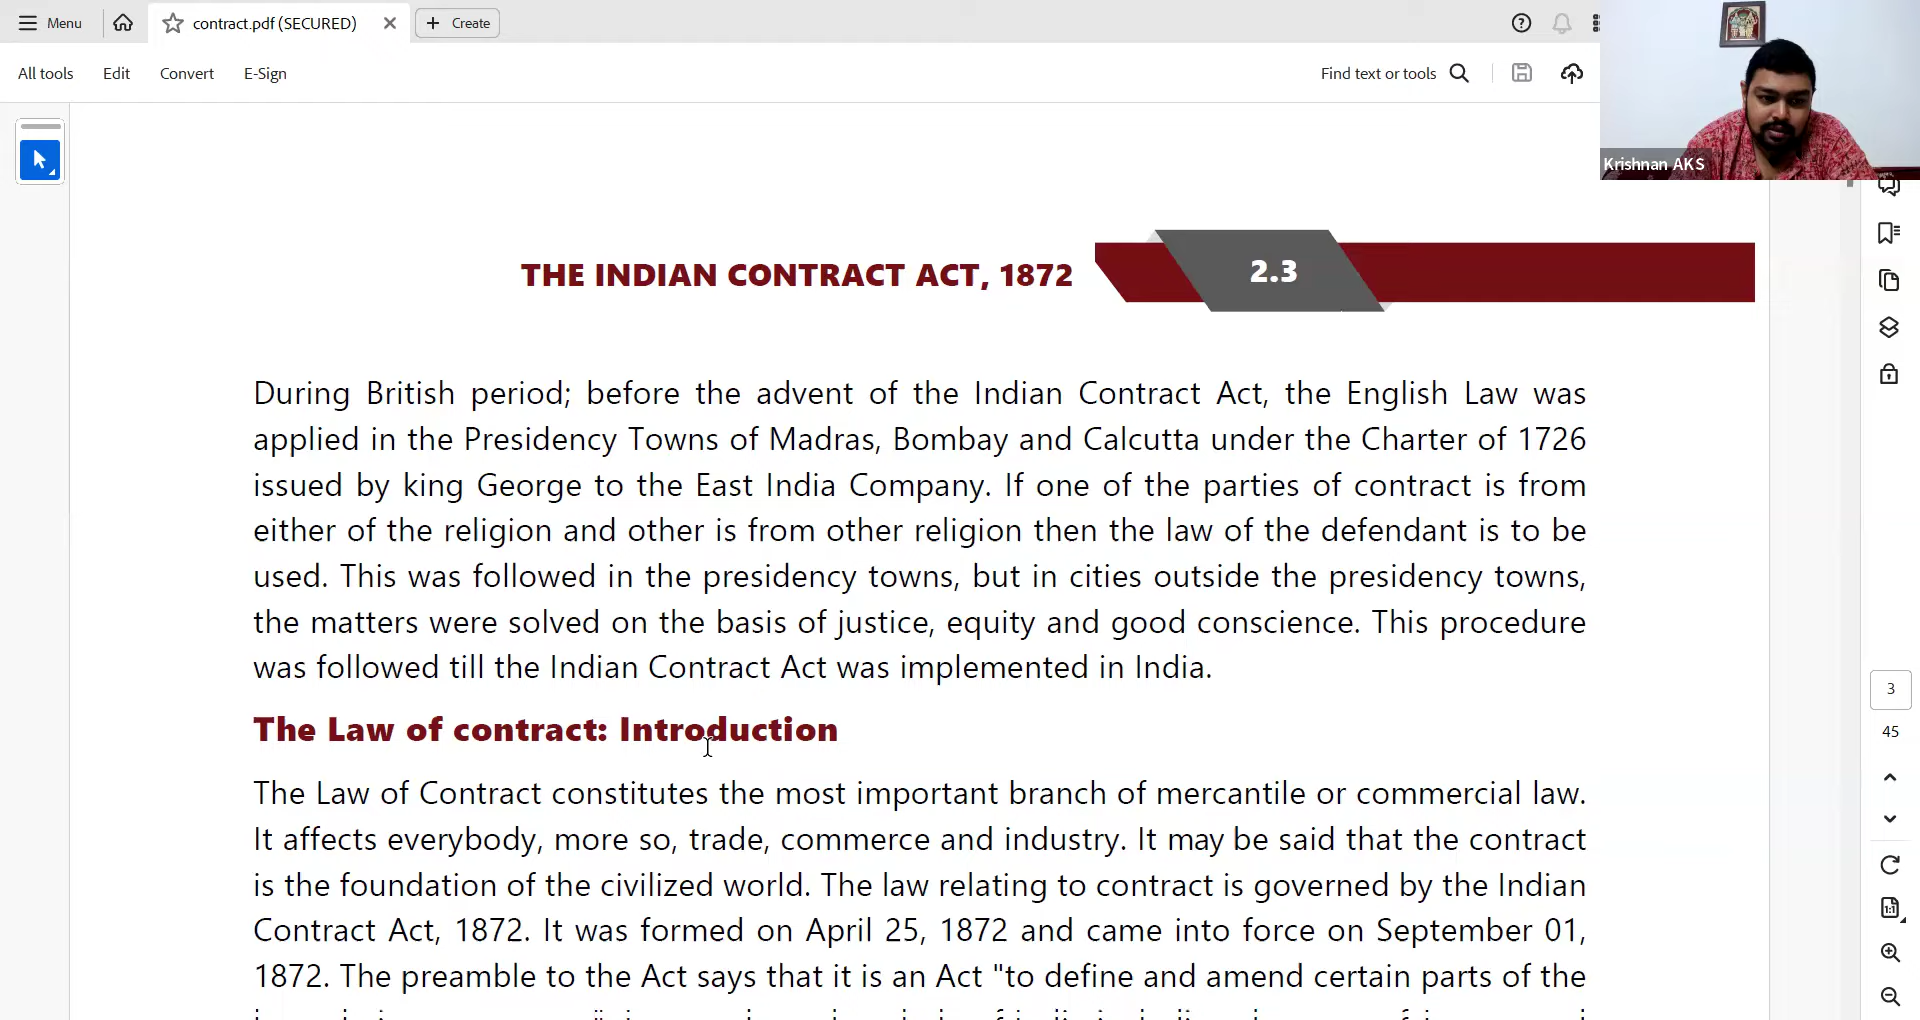 Menu
contract.pdf (SECURED)
Create
All tools
Edit
Convert
E-Sign
Find text or tools
Krishnan AKS
THE INDIAN CONTRACT ACT, 1872
2.3
During British period; before the advent of the Indian Contract Act, the English Law was
applied in the Presidency Towns of Madras, Bombay and Calcutta under the Charter of 1726
issued by king George to the East India Company. If one of the parties of contract is from
either of the religion and other is from other religion then the law of the defendant is to be
used. This was followed in the presidency towns, but in cities outside the presidency towns,
the matters were solved on the basis of justice, equity and good conscience. This procedure
was followed till the Indian Contract Act was implemented in India.
The Law of contract: Introduction
The Law of Contract constitutes the most important branch of mercantile or commercial law.
It affects everybody, more so, trade, commerce and industry. It may be said that the contract
is the foundation of the civilized world. The law relating to contract is governed by the Indian
Contract Act, 1872. It was formed on April 25, 1872 and came into force on September 01,
1872. The preamble to the Act says that it is an Act "to define and amend certain parts of the
3
45
1:1